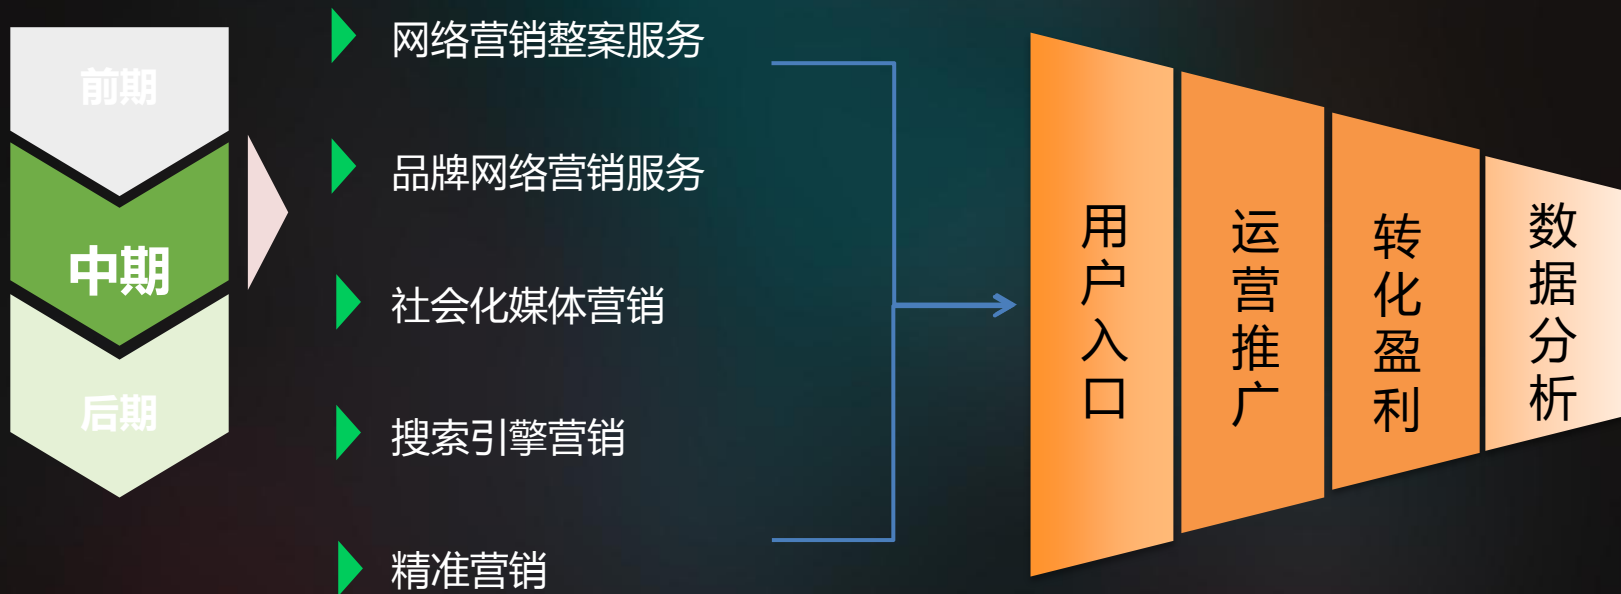 前期
中期
后期
网络营销整案服务
品牌网络营销服务
社会化媒体营销
搜索引擎营销
精准营销
用户入口
运营推广
转化盈利
数据分析